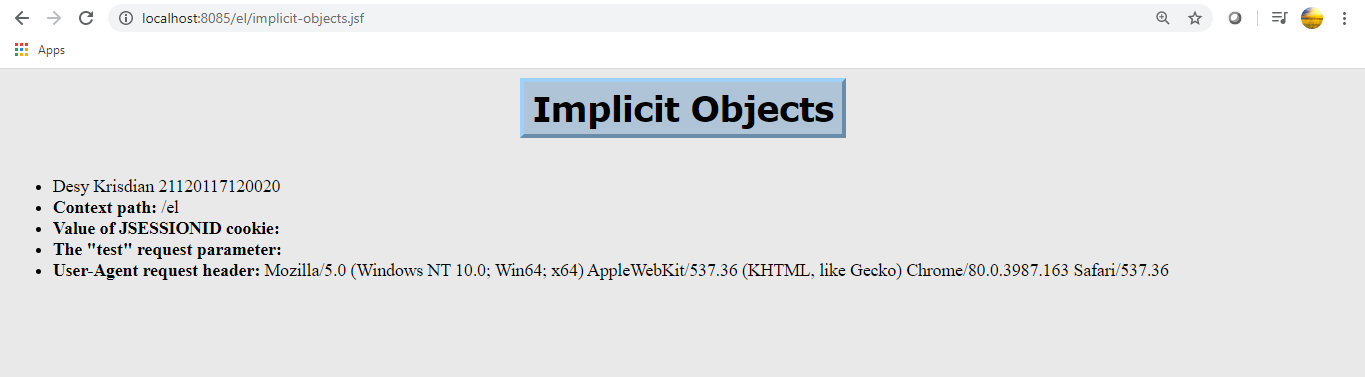 localhost:8085/el/implicit-objects.jsf
Apps
Implicit Objects
Desy Krisdian 21120117120020
Context path: /el
Value of JSESSIONID cookie:
The "test" request parameter:
User-Agent request header: Mozilla/5.0 (Windows NT 10.0; Win64; x64) AppleWebKit/537.36 (KHTML, like Gecko) Chrome/80.0.3987.163 Safari/537.36